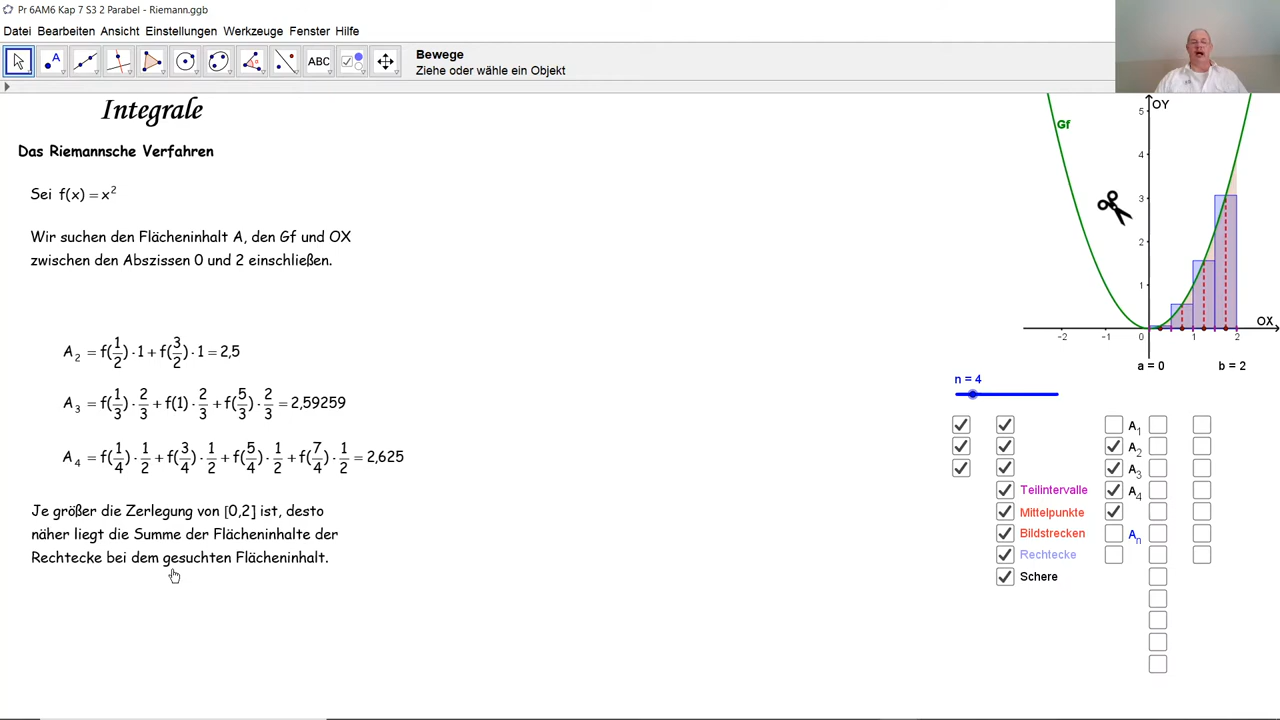 Pr 6AM6 Kap 7 S3 2 Parabel - Riemann.ggb
Datei Bearbeiten Ansicht Einstellungen Werkzeuge Fenster Hilfe
A
ABC
Bewege
Ziehe oder wähle ein Objekt
Integrale
Das Riemannsche Verfahren
Sei f(x) = x²
Wir suchen den Flächeninhalt A, den Gf und OX
zwischen den Abszissen 0 und 2 einschließen.
A₂ = f(1/2)·1 + f(3/2)·1 = 2,5
A₃ = f(1/3)·2/3 + f(1)·2/3 + f(5/3)·2/3 = 2,59259
A₄ = f(1/4)·1/2 + f(3/4)·1/2 + f(5/4)·1/2 + f(7/4)·1/2 = 2,625
Je größer die Zerlegung von [0,2] ist, desto
näher liegt die Summe der Flächeninhalte der
Rechtecke bei dem gesuchten Flächeninhalt.
OY
Gf
5
4
3
2
1
OX
-2 -1 0 1 2
a = 0 b = 2
n = 4
A₁
A₂
A₃
Teilintervalle A₄
Mittelpunkte
Bildstrecken Aₙ
Rechtecke
Schere